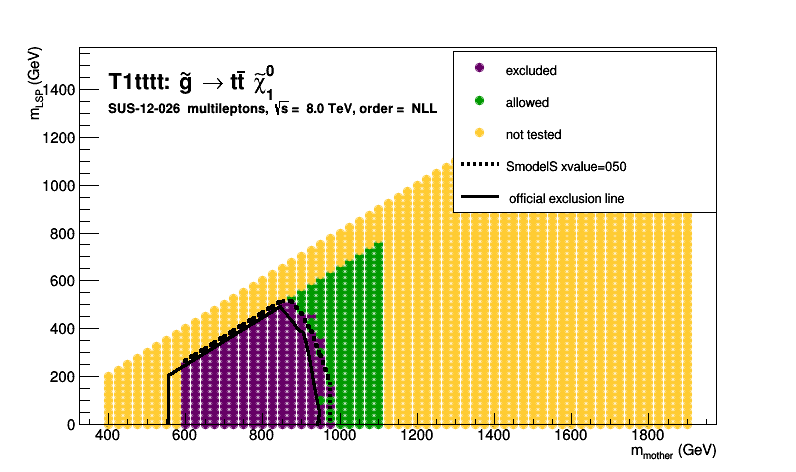 T1tttt: g̃ → tt̄ χ̃₁⁰
SUS-12-026 multileptons, √s = 8.0 TeV, order = NLL
excluded
allowed
not tested
SmodelS xvalue=050
official exclusion line
m_LSP (GeV)
1400
1200
1000
800
600
400
200
0
400 600 800 1000 1200 1400 1600 1800
m_mother (GeV)